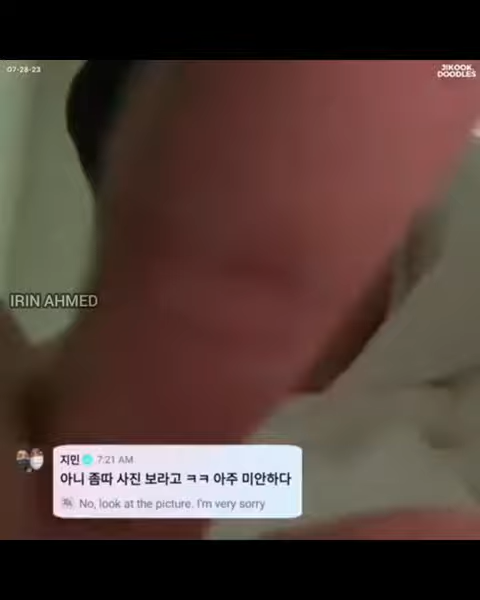 07-28-23
JIKOOK.
DOODLES
IRIN AHMED
지민 7:21 AM
아니 좀따 사진 보라고 ㅋㅋ 아주 미안하다
No, look at the picture. I'm very sorry